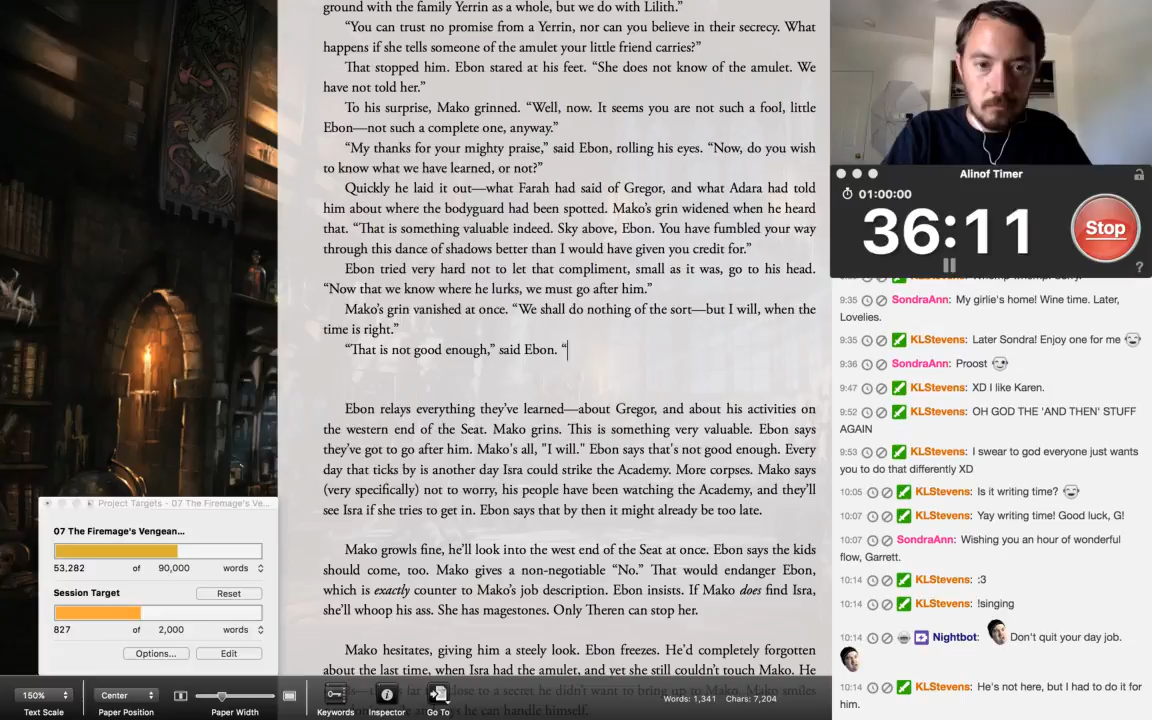 ground with the family Yerrin as a whole, but we do with Lilith.”
“You can trust no promise from a Yerrin, nor can you believe in their secrecy. What
happens if she tells someone of the amulet your little friend carries?”
That stopped him. Ebon stared at his feet. “She does not know of the amulet. We
have not told her.”
To his surprise, Mako grinned. “Well, now. It seems you are not such a fool, little
Ebon—not such a complete one, anyway.”
“My thanks for your mighty praise,” said Ebon, rolling his eyes. “Now, do you wish
to know what we have learned, or not?”
Quickly he laid it out—what Farah had said of Gregor, and what Adara had told
him about where the bodyguard had been spotted. Mako’s grin widened when he heard
that. “That is something valuable indeed. Sky above, Ebon. You have fumbled your way
through this dance of shadows better than I would have given you credit for.”
Ebon tried very hard not to let that compliment, small as it was, go to his head.
“Now that we know where he lurks, we must go after him.”
Mako’s grin vanished at once. “We shall do nothing of the sort—but I will, when the
time is right.”
“That is not good enough,” said Ebon. “
Ebon relays everything they’ve learned—about Gregor, and about his activities on
the western end of the Seat. Mako grins. This is something very valuable. Ebon says
they’ve got to go after him. Mako's all, "I will." Ebon says that's not good enough. Every
day that ticks by is another day Isra could strike the Academy. More corpses. Mako says
(very specifically) not to worry, his people have been watching the Academy, and they’ll
see Isra if she tries to get in. Ebon says that by then it might already be too late.
Mako growls fine, he’ll look into the west end of the Seat at once. Ebon says the kids
should come, too. Mako gives a non-negotiable “No.” That would endanger Ebon,
which is exactly counter to Mako’s job description. Ebon insists. If Mako does find Isra,
she’ll whoop his ass. She has magestones. Only Theren can stop her.
Mako hesitates, giving him a steely look. Ebon freezes. He’d completely forgotten
about the last time, when Isra had the amulet, and yet she still couldn’t touch Mako. He
close to a secret he didn’t want to bring up to Mako. Mako smiles
he can handle himself.
Project Targets - 07 The Firemage's Ve...
07 The Firemage's Vengean...
53,282 of 90,000 words
Session Target Reset
827 of 2,000 words
Options... Edit
150% Center
Text Scale Paper Position Paper Width Keywords Inspector Go To
Words: 1,341 Chars: 7,204
Alinof Timer
01:00:00
36:11
Stop
?
9:35 SondraAnn: My girlie's home! Wine time. Later,
Lovelies.
9:35 KLStevens: Later Sondra! Enjoy one for me
9:36 SondraAnn: Proost
9:47 KLStevens: XD I like Karen.
9:52 KLStevens: OH GOD THE 'AND THEN' STUFF
AGAIN
9:53 KLStevens: I swear to god everyone just wants
you to do that differently XD
10:05 KLStevens: Is it writing time?
10:07 KLStevens: Yay writing time! Good luck, G!
10:07 SondraAnn: Wishing you an hour of wonderful
flow, Garrett.
10:14 KLStevens: :3
10:14 KLStevens: !singing
10:14 Nightbot: Don't quit your day job.
10:14 KLStevens: He's not here, but I had to do it for
him.